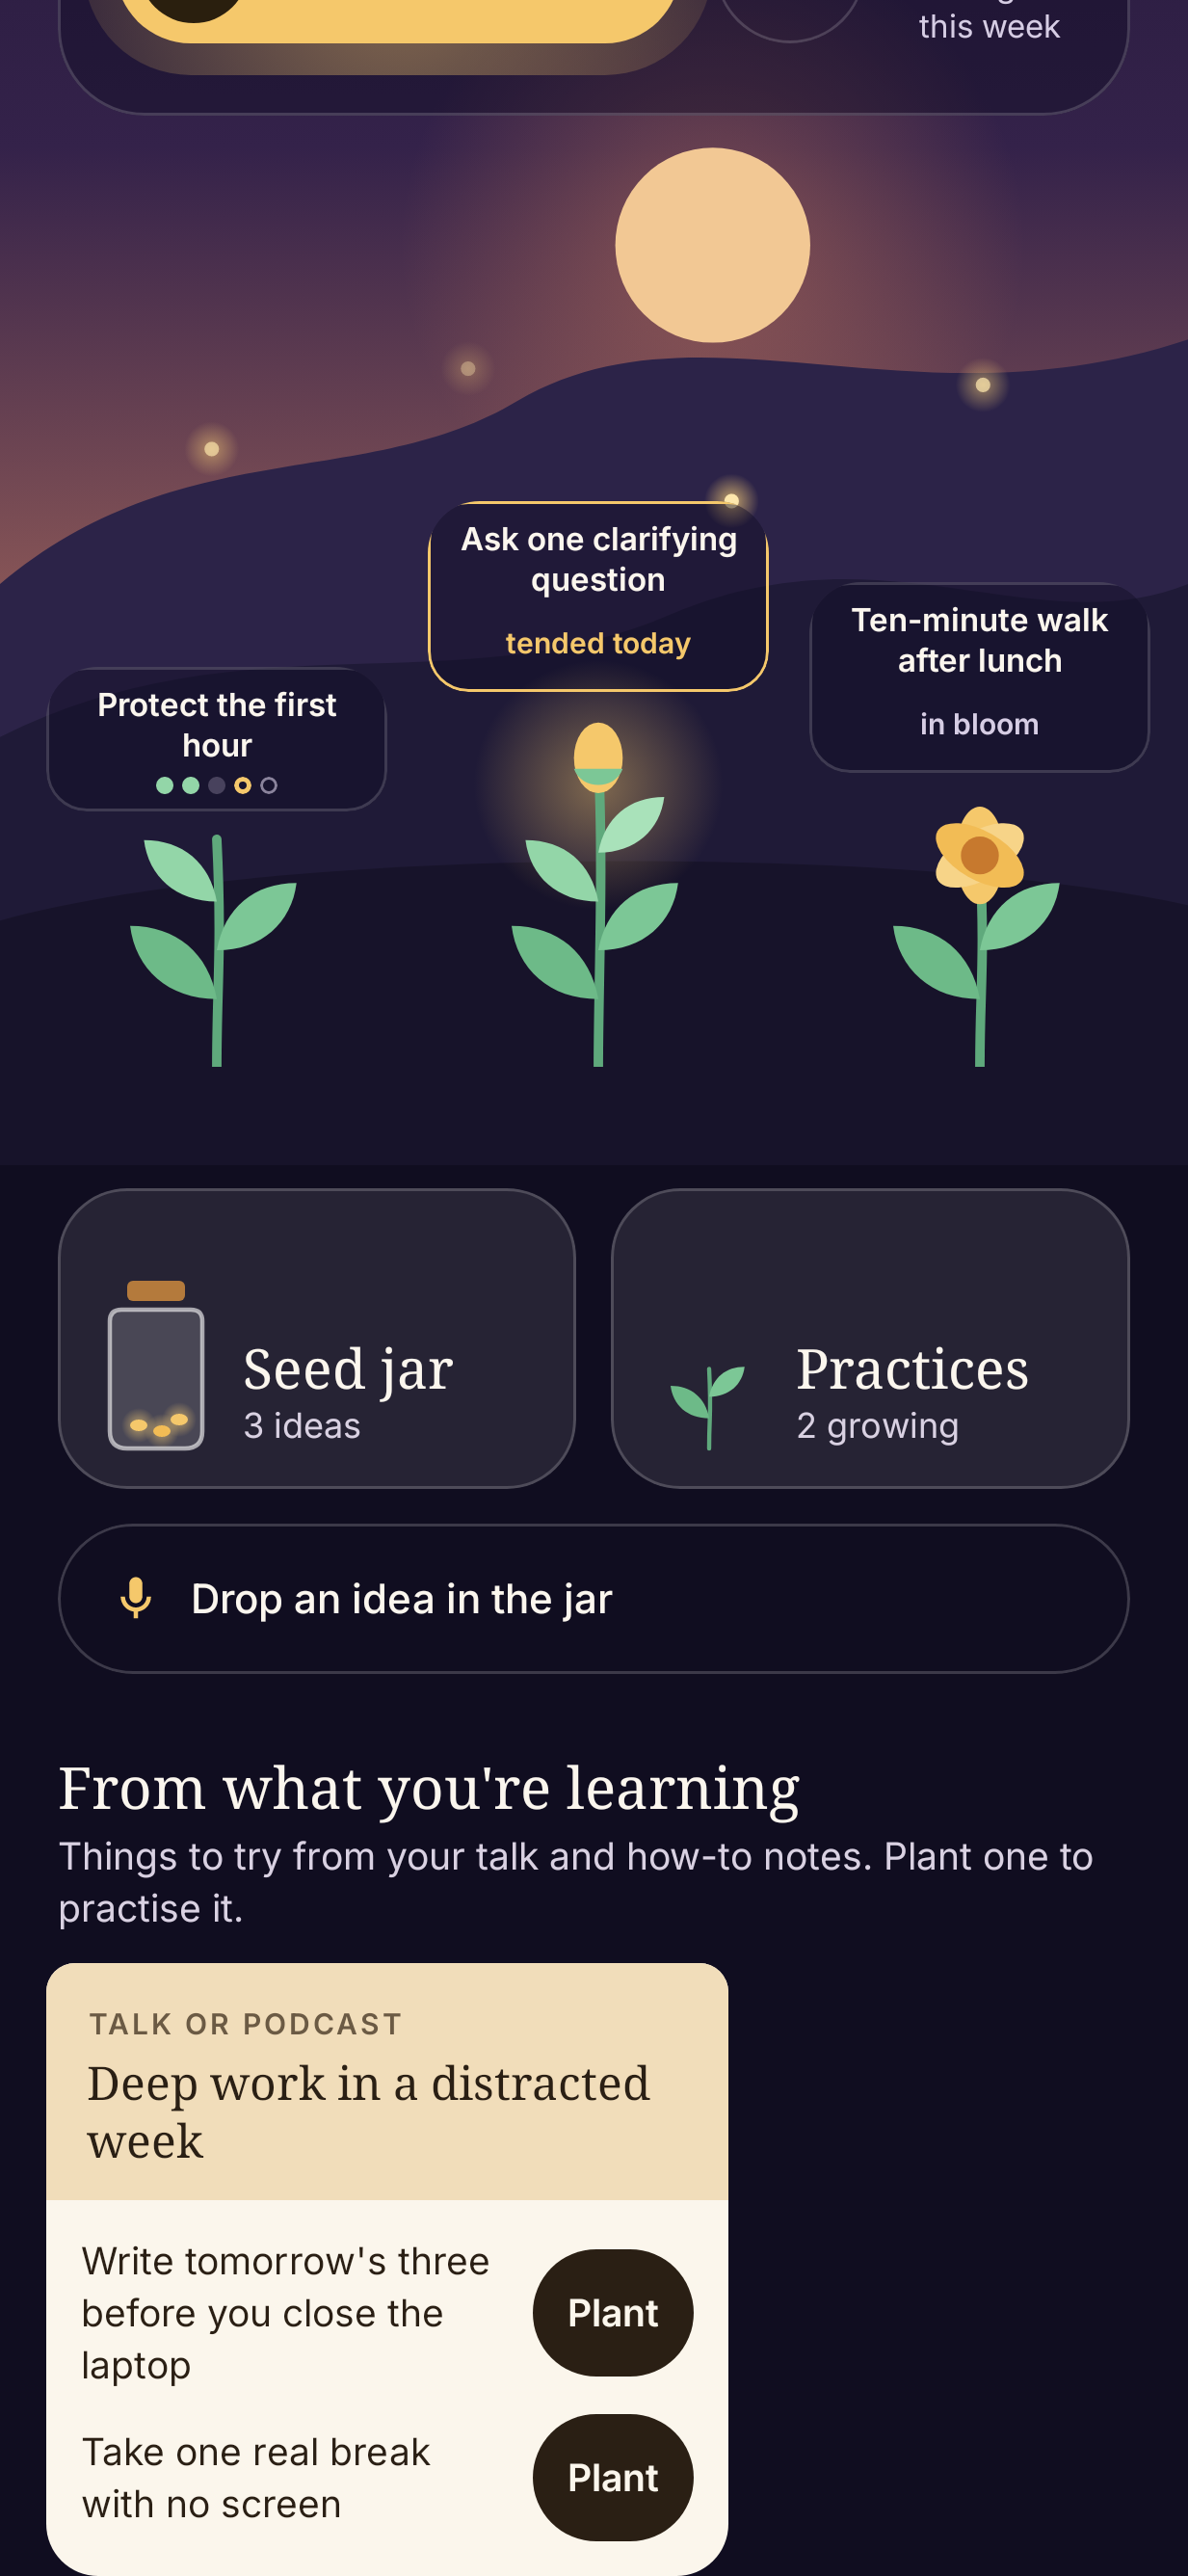 this week
Ask one clarifying
question
tended today
Ten-minute walk
after lunch
in bloom
Protect the first
hour
Seed jar
3 ideas
Practices
2 growing
Drop an idea in the jar
From what you're learning
Things to try from your talk and how-to notes. Plant one to
practise it.
TALK OR PODCAST
Deep work in a distracted
week
Write tomorrow's three
before you close the
laptop
Plant
Take one real break
with no screen
Plant